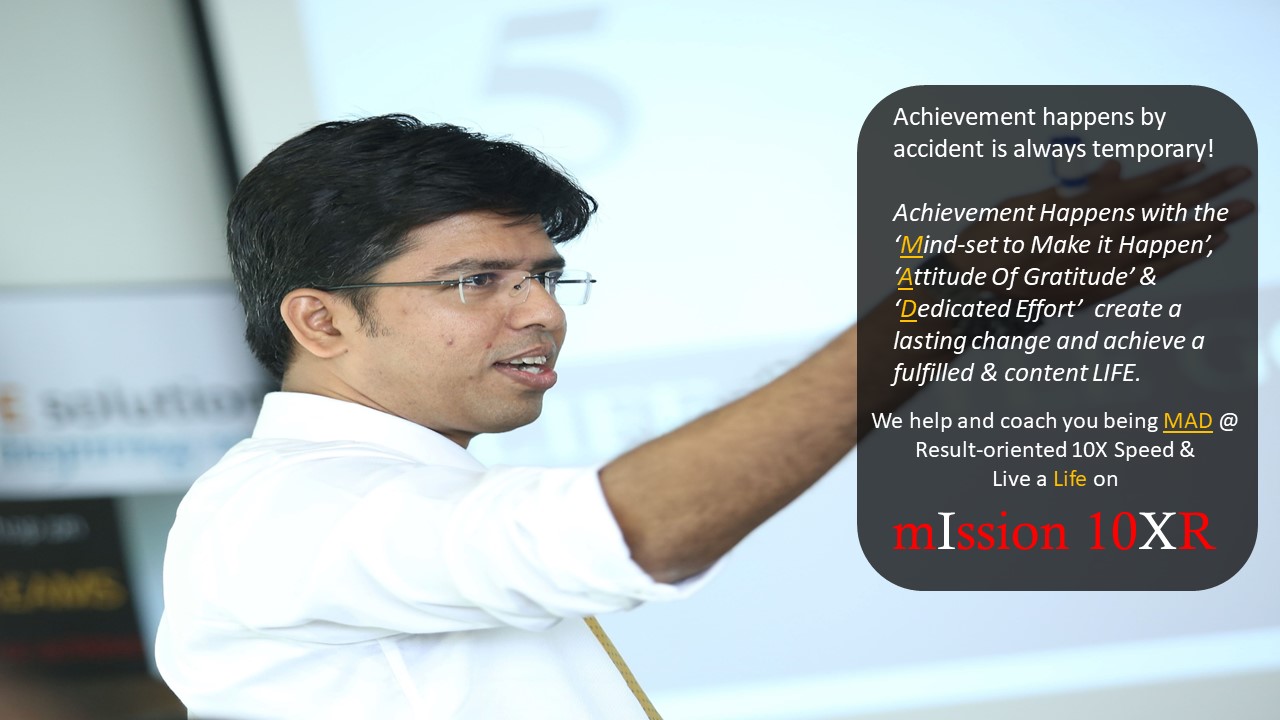 5
solution
Achievement happens by
accident is always temporary!
Achievement Happens with the
‘Mind-set to Make it Happen’,
‘Attitude Of Gratitude’ &
‘Dedicated Effort’ create a
lasting change and achieve a
fulfilled & content LIFE.
We help and coach you being MAD @
Result-oriented 10X Speed &
Live a Life on
mIssion 10XR